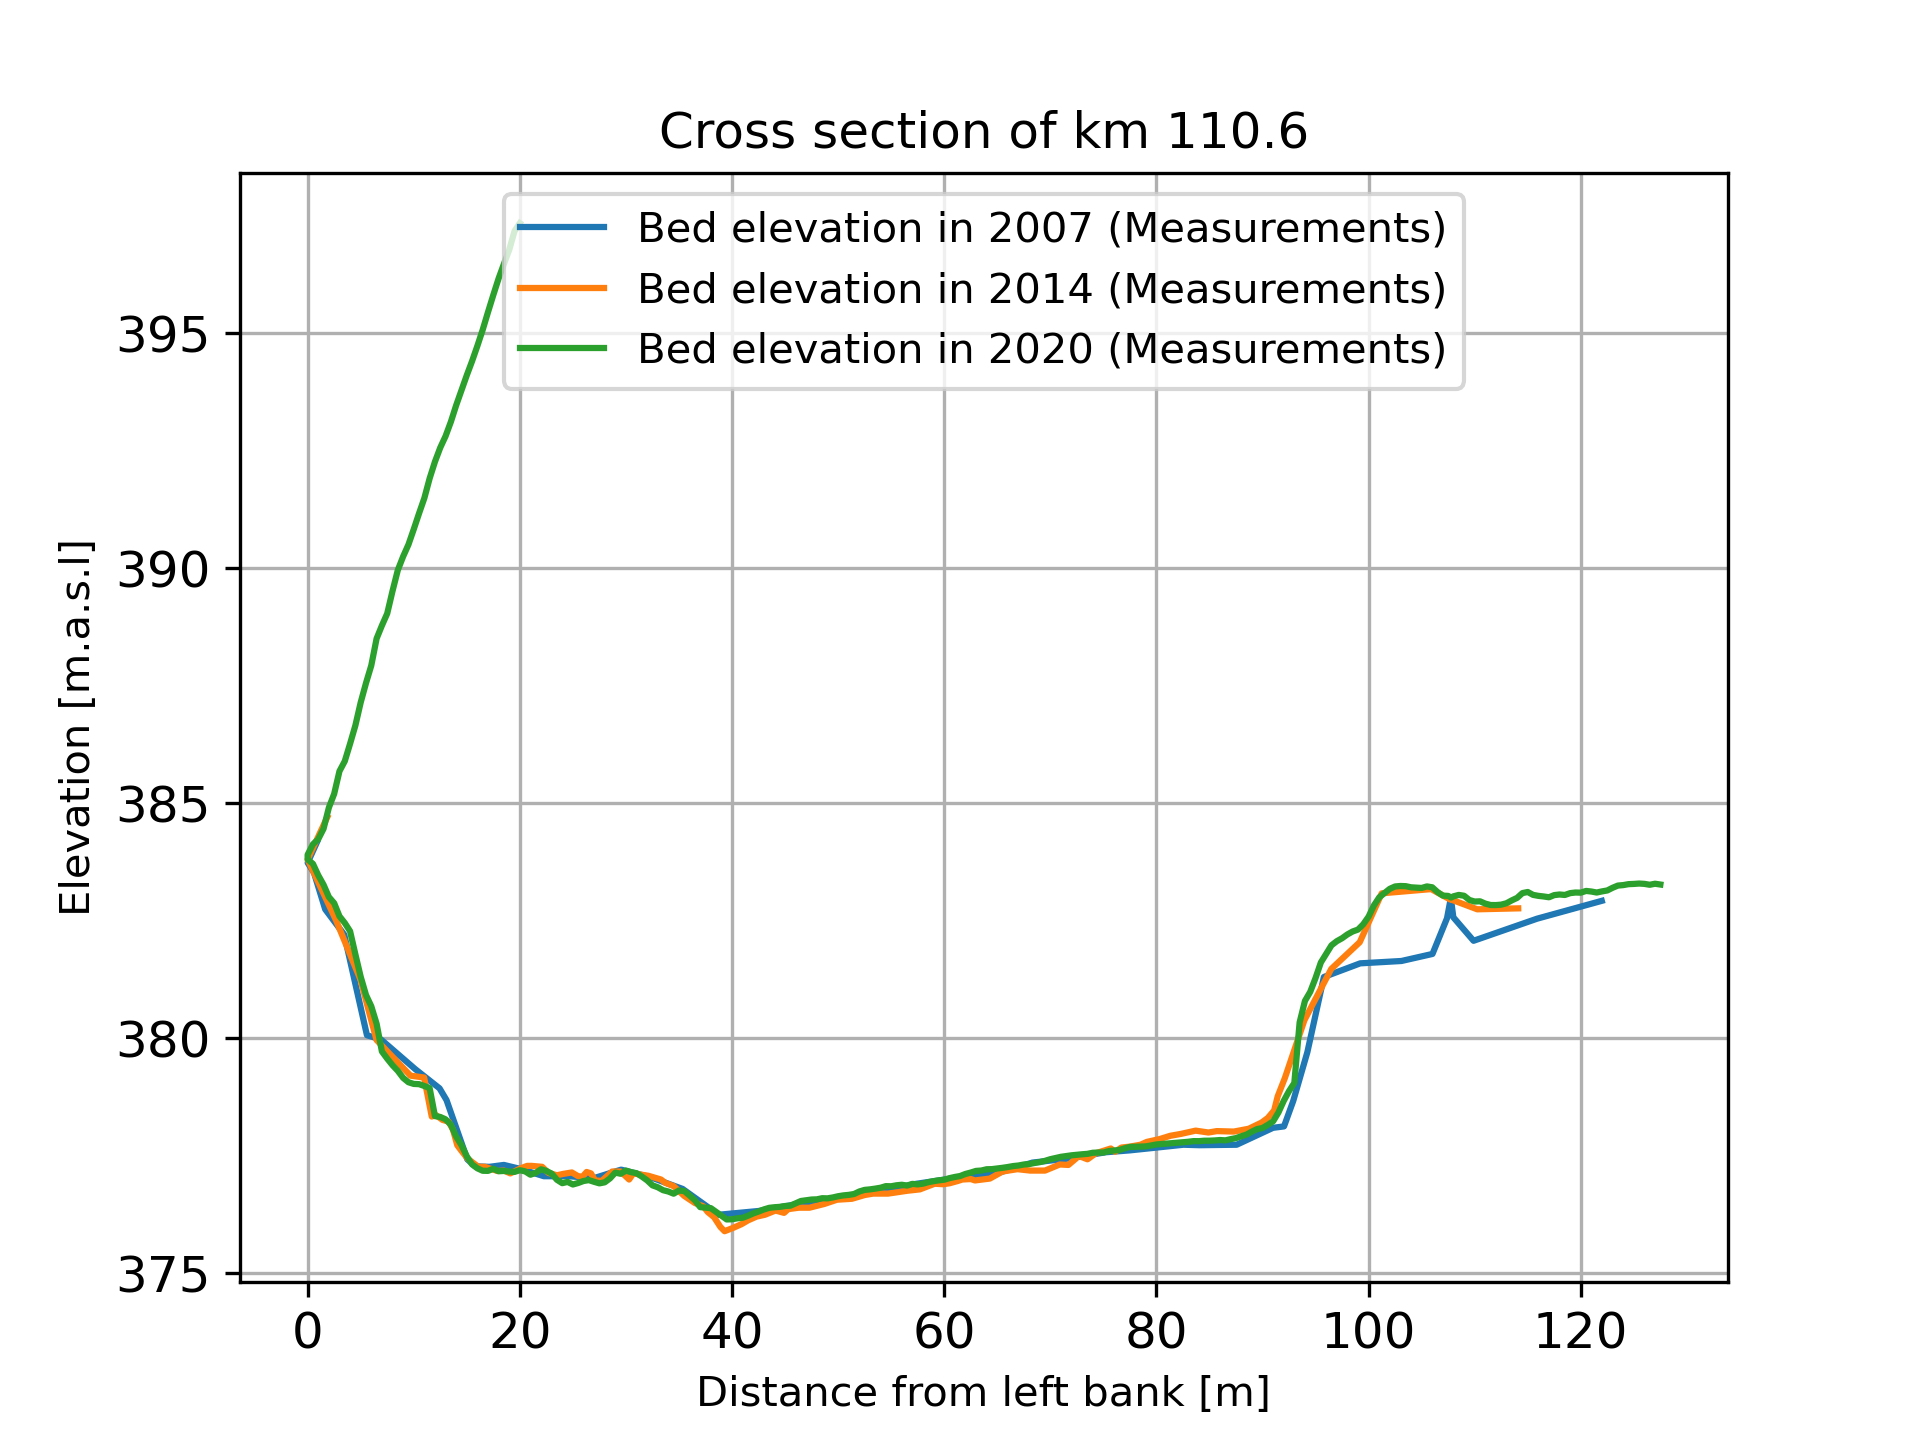 Cross section of km 110.6
Bed elevation in 2007 (Measurements)
Bed elevation in 2014 (Measurements)
Bed elevation in 2020 (Measurements)
Elevation [m.a.s.l]
395
390
385
380
375
0 20 40 60 80 100 120
Distance from left bank [m]